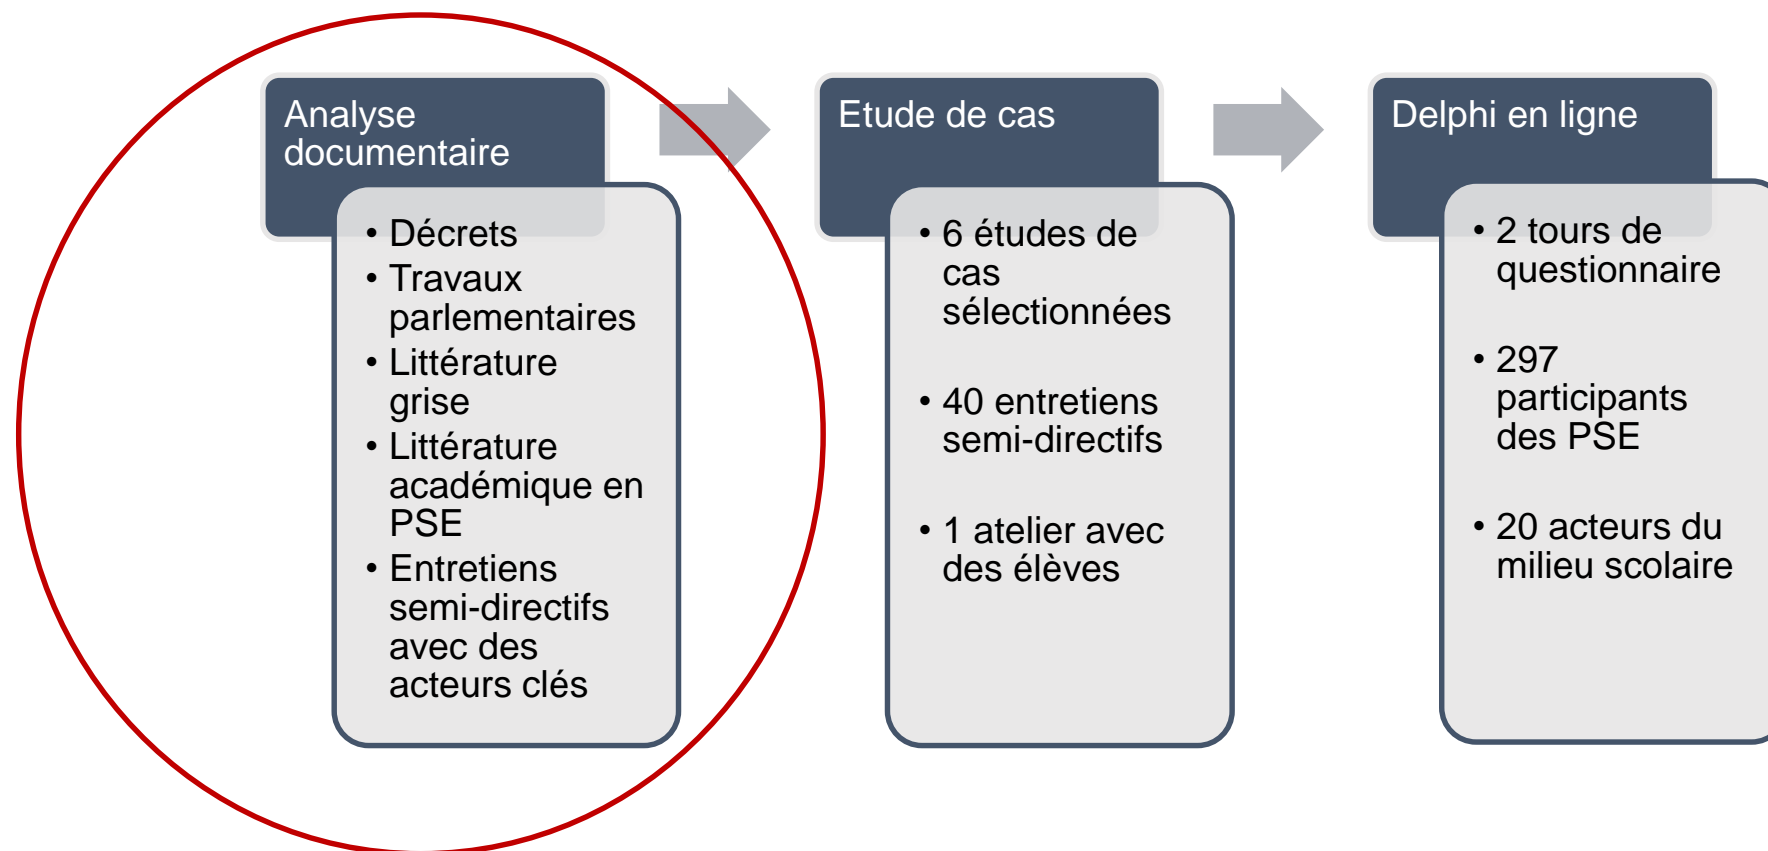 Analyse
documentaire
• Décrets
• Travaux
parlementaires
• Littérature
grise
• Littérature
académique en
PSE
• Entretiens
semi-directifs
avec des
acteurs clés
Etude de cas
• 6 études de
cas
sélectionnées
• 40 entretiens
semi-directifs
• 1 atelier avec
des élèves
Delphi en ligne
• 2 tours de
questionnaire
• 297
participants
des PSE
• 20 acteurs du
milieu scolaire